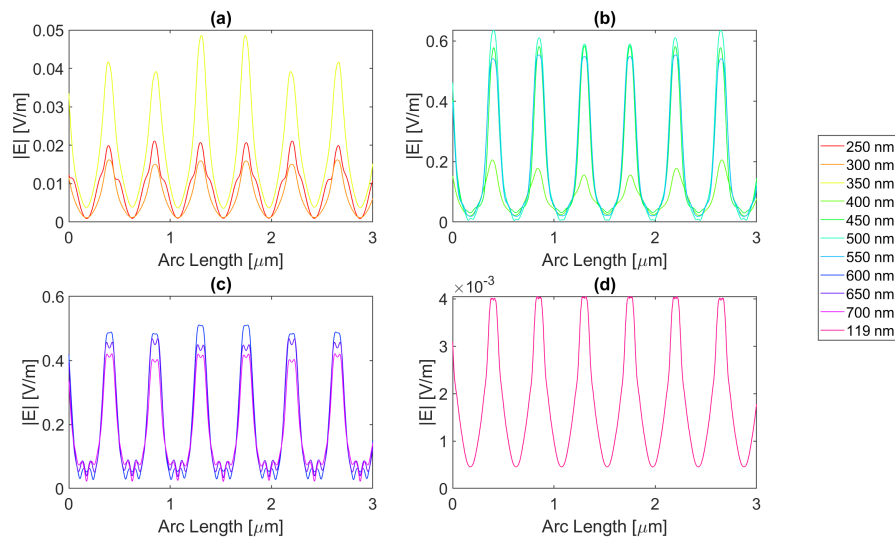 (a)
0.05
0.04
0.03
0.02
0.01
0
|E| [V/m]
0 1 2 3
Arc Length [μm]
(b)
0.6
0.4
0.2
0
|E| [V/m]
0 1 2 3
Arc Length [μm]
(c)
0.6
0.4
0.2
0
|E| [V/m]
0 1 2 3
Arc Length [μm]
(d)
×10⁻³
4
3
2
1
0
|E| [V/m]
0 1 2 3
Arc Length [μm]
250 nm
300 nm
350 nm
400 nm
450 nm
500 nm
550 nm
600 nm
650 nm
700 nm
119 nm